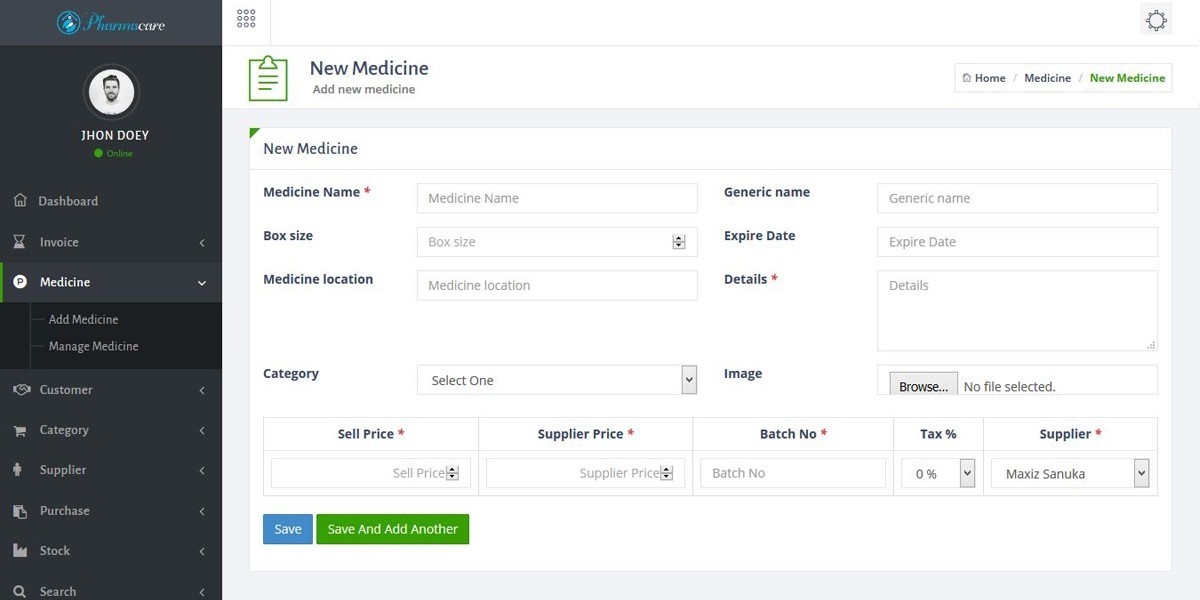 Pharmacare
JHON DOEY
Online
Dashboard
Invoice
Medicine
Add Medicine
Manage Medicine
Customer
Category
Supplier
Purchase
Stock
Search
New Medicine
Add new medicine
Home / Medicine / New Medicine
New Medicine
Medicine Name * Medicine Name Generic name Generic name
Box size Box size Expire Date Expire Date
Medicine location Medicine location Details * Details
Category Select One Image Browse... No file selected.
Sell Price * Supplier Price * Batch No * Tax % Supplier *
Sell Price Supplier Price Batch No 0 % Maxiz Sanuka
Save Save And Add Another